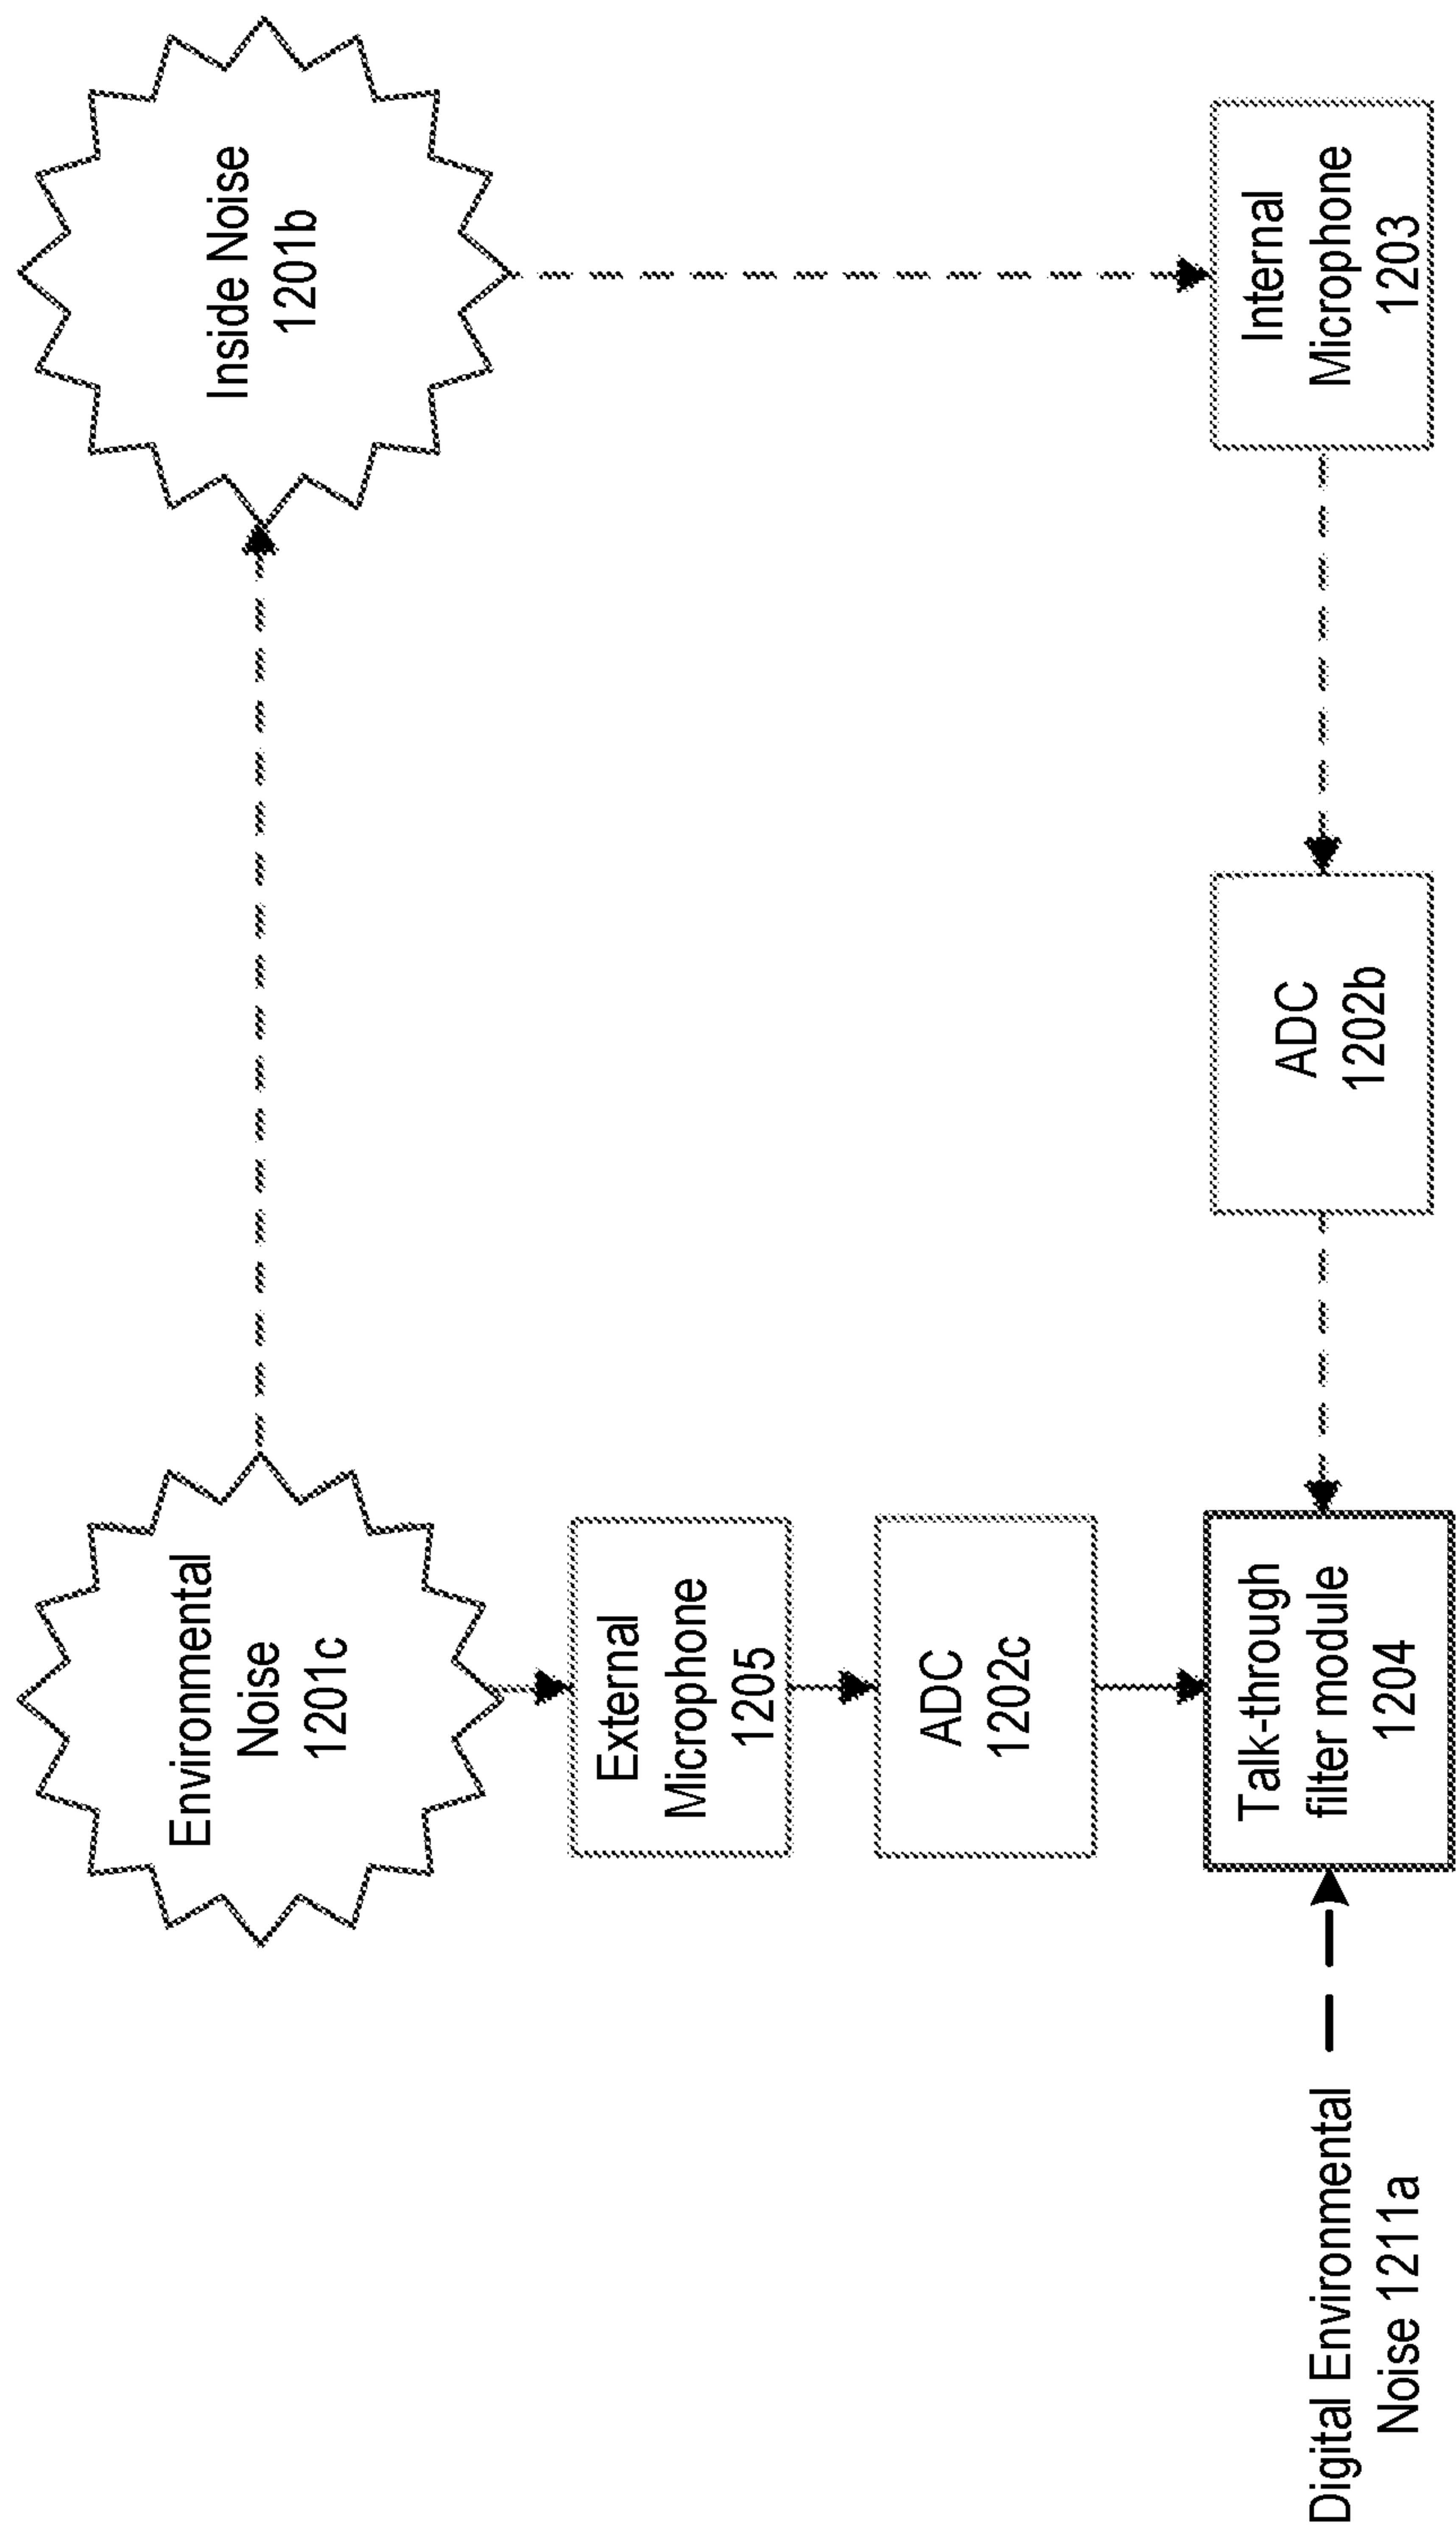 Environmental
Noise
1201c
Inside Noise
1201b
External
Microphone
1205
ADC
1202c
Digital Environmental
Noise 1211a
Talk-through
filter module
1204
ADC
1202b
Internal
Microphone
1203